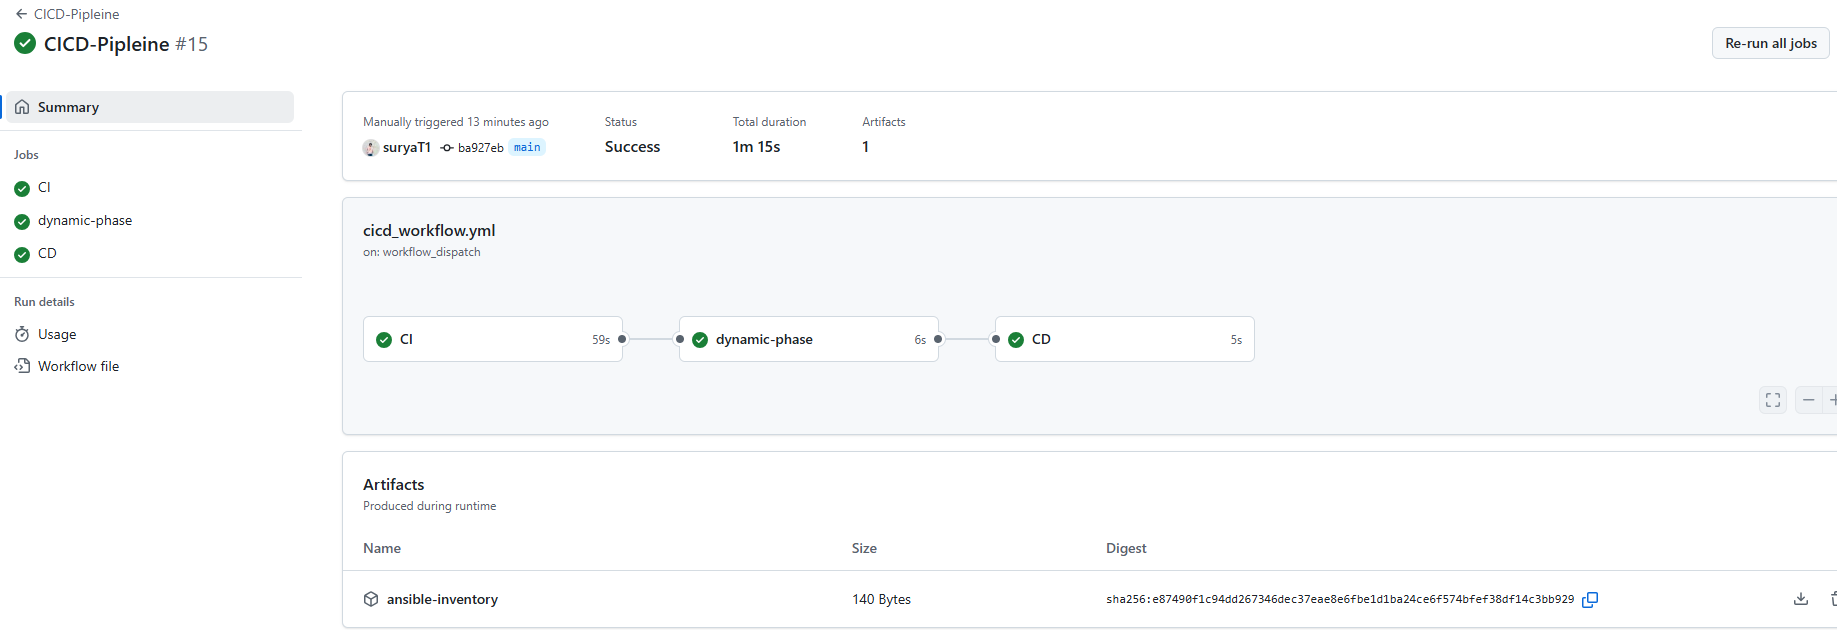 CICD-Pipleine
CICD-Pipleine #15
Re-run all jobs
Summary
Jobs
CI
dynamic-phase
CD
Run details
Usage
Workflow file
Manually triggered 13 minutes ago
suryaT1 ba927eb main
Status
Success
Total duration
1m 15s
Artifacts
1
cicd_workflow.yml
on: workflow_dispatch
CI 59s
dynamic-phase 6s
CD 5s
Artifacts
Produced during runtime
Name Size Digest
ansible-inventory 140 Bytes sha256:e87490f1c94dd267346dec37eae8e6fbe1d1ba24ce6f574bfef38df14c3bb929